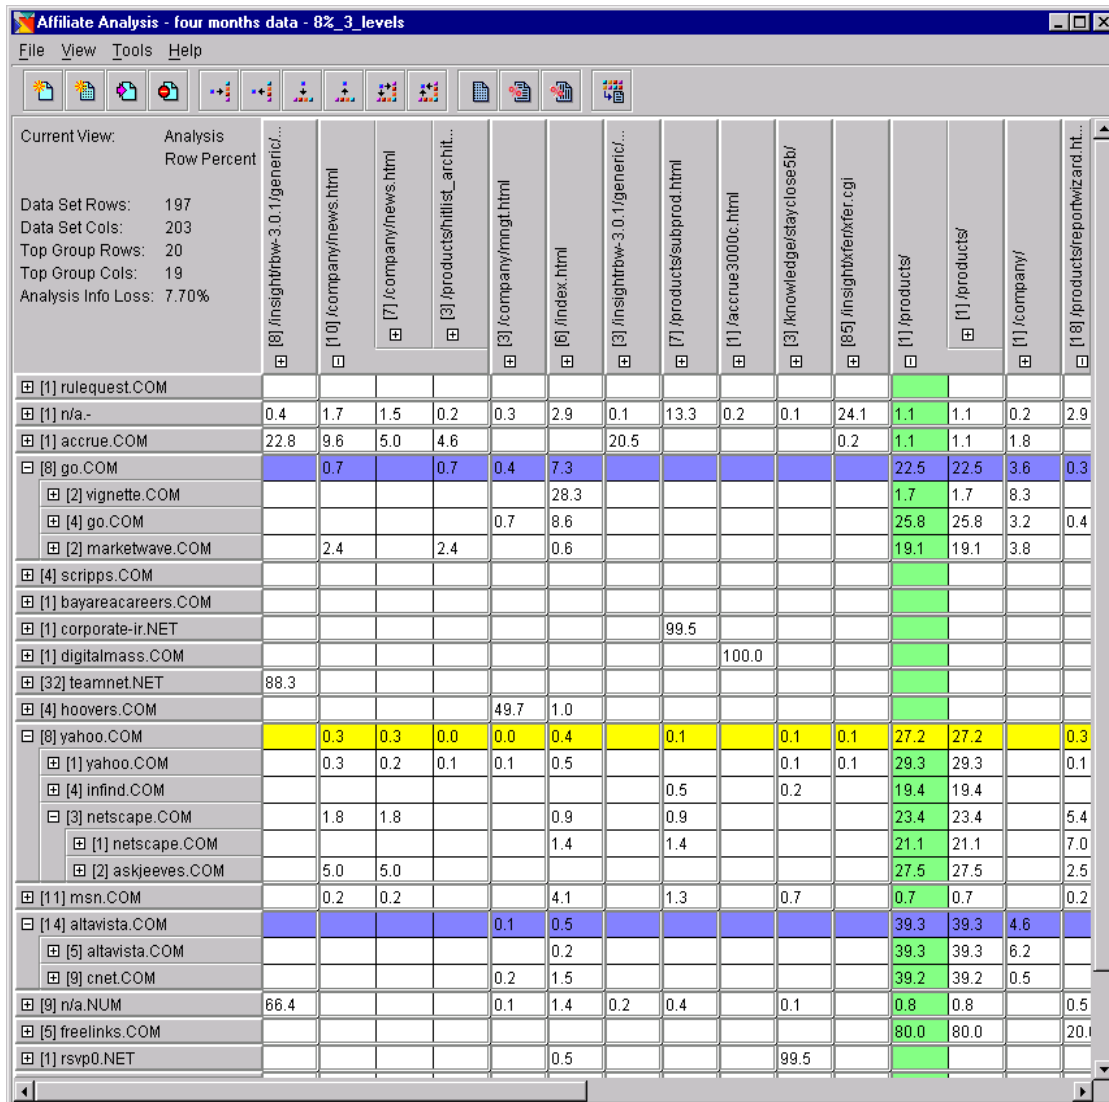 Affiliate Analysis - four months data - 8%_3_levels
File View Tools Help
Current View: Analysis
Row Percent
Data Set Rows: 197
Data Set Cols: 203
Top Group Rows: 20
Top Group Cols: 19
Analysis Info Loss: 7.70%
[8] /insight/rbw-3.0.1/generic/...
[10] /company/news.html
[7] /company/news.html
[3] /products/hitlist_archit...
[3] /company/mngt.html
[6] /index.html
[3] /insightrbw-3.0.1/generic/...
[7] /products/subprod.html
[1] /accrue3000c.html
[3] /knowledge/stayclose5b/
[85] /insight/xfer/xfer.cgi
[1] /products/
[1] /products/
[1] /company/
[18] /products/reportwizard.ht...
[1] rulequest.COM
[1] n/a.- 0.4 1.7 1.5 0.2 0.3 2.9 0.1 13.3 0.2 0.1 24.1 1.1 1.1 0.2 2.9
[1] accrue.COM 22.8 9.6 5.0 4.6 20.5 0.2 1.1 1.1 1.8
[8] go.COM 0.7 0.7 0.4 7.3 22.5 22.5 3.6 0.3
[2] vignette.COM 28.3 1.7 1.7 8.3
[4] go.COM 0.7 8.6 25.8 25.8 3.2 0.4
[2] marketwave.COM 2.4 2.4 0.6 19.1 19.1 3.8
[4] scripps.COM
[1] bayareacareers.COM
[1] corporate-ir.NET 99.5
[1] digitalmass.COM 100.0
[32] teamnet.NET 88.3
[4] hoovers.COM 49.7 1.0
[8] yahoo.COM 0.3 0.3 0.0 0.0 0.4 0.1 0.1 0.1 27.2 27.2 0.3
[1] yahoo.COM 0.3 0.2 0.1 0.1 0.5 0.1 0.1 29.3 29.3 0.1
[4] infind.COM 0.5 0.2 19.4 19.4
[3] netscape.COM 1.8 1.8 0.9 0.9 23.4 23.4 5.4
[1] netscape.COM 1.4 1.4 21.1 21.1 7.0
[2] askjeeves.COM 5.0 5.0 27.5 27.5 2.5
[11] msn.COM 0.2 0.2 4.1 1.3 0.7 0.7 0.7 0.2
[14] altavista.COM 0.1 0.5 39.3 39.3 4.6
[5] altavista.COM 0.2 39.3 39.3 6.2
[9] cnet.COM 0.2 1.5 39.2 39.2 0.5
[9] n/a.NUM 66.4 0.1 1.4 0.2 0.4 0.1 0.8 0.8 0.5
[5] freelinks.COM 80.0 80.0 20.
[1] rsvp0.NET 0.5 99.5